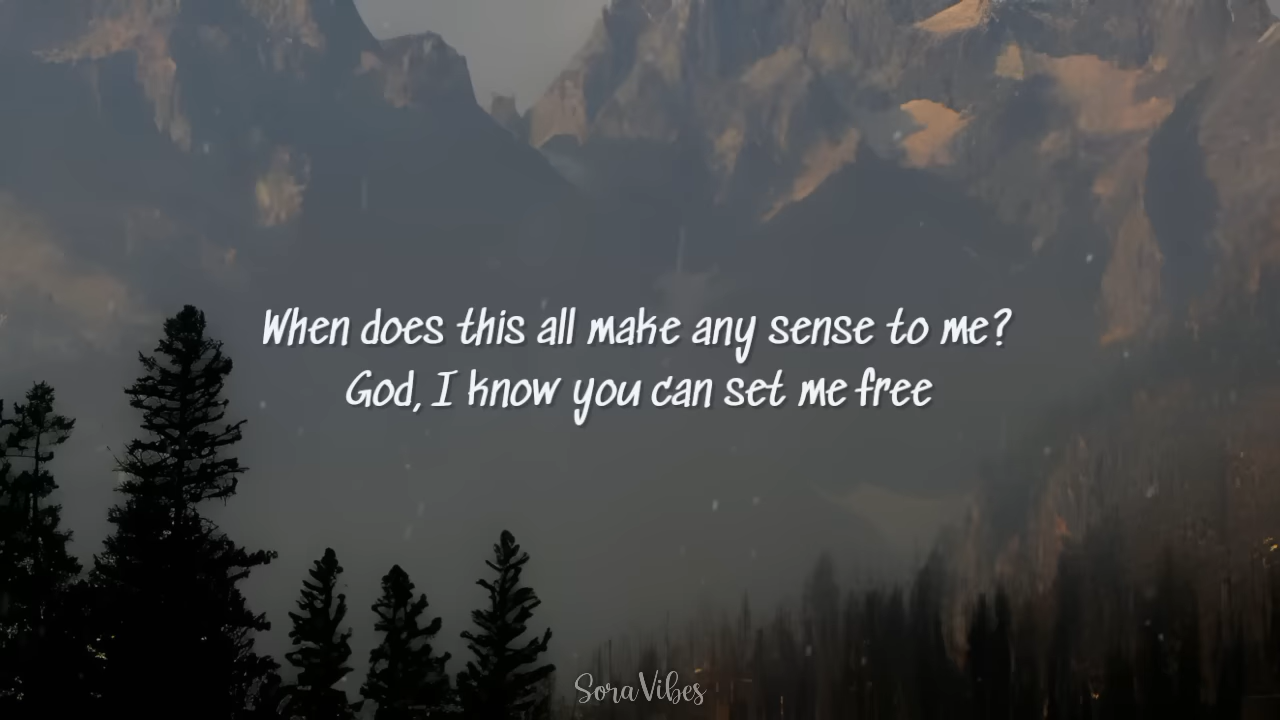 When does this all make any sense to me?
God, I know you can set me free
SoraVibes